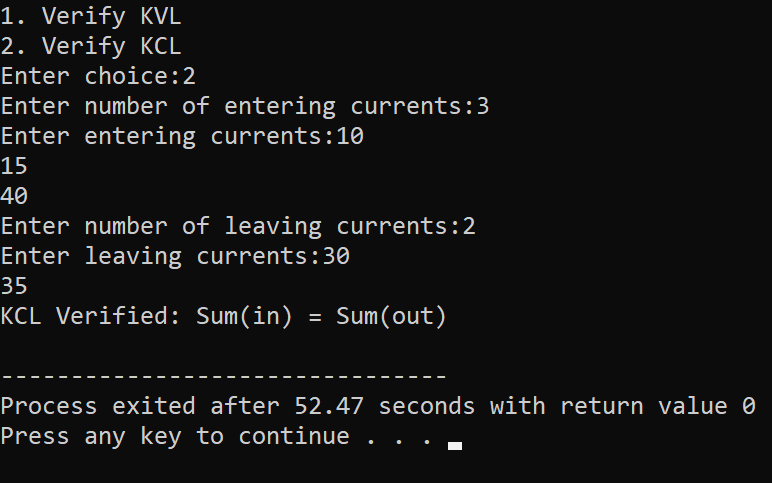 1. Verify KVL
2. Verify KCL
Enter choice:2
Enter number of entering currents:3
Enter entering currents:10
15
40
Enter number of leaving currents:2
Enter leaving currents:30
35
KCL Verified: Sum(in) = Sum(out)
--------------------------------
Process exited after 52.47 seconds with return value 0
Press any key to continue . . .